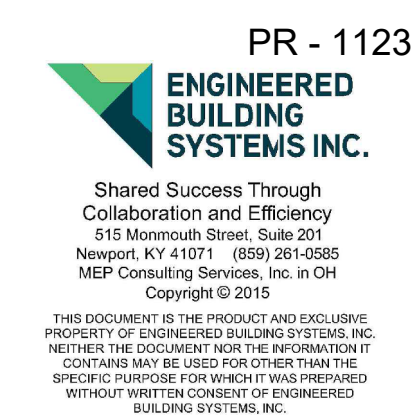 PR - 1123
ENGINEERED
BUILDING
SYSTEMS INC.
Shared Success Through
Collaboration and Efficiency
515 Monmouth Street, Suite 201
Newport, KY 41071 (859) 261-0585
MEP Consulting Services, Inc. in OH
Copyright © 2015
THIS DOCUMENT IS THE PRODUCT AND EXCLUSIVE
PROPERTY OF ENGINEERED BUILDING SYSTEMS, INC.
NEITHER THE DOCUMENT NOR THE INFORMATION IT
CONTAINS MAY BE USED FOR OTHER THAN THE
SPECIFIC PURPOSE FOR WHICH IT WAS PREPARED
WITHOUT WRITTEN CONSENT OF ENGINEERED
BUILDING SYSTEMS, INC.